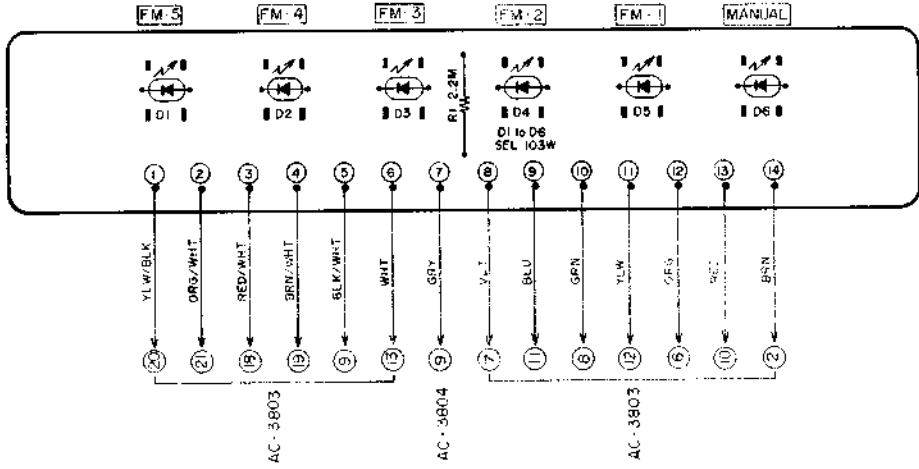 FM-5 FM-4 FM-3 FM-2 FM-1 MANUAL
D1 D2 D3 R1 2.2M D4 D5 D6
D1 to D6
SEL 103W
1 2 3 4 5 6 7 8 9 10 11 12 13 14
YLW/BLK ORG/WHT RED/WHT BRN/WHT BLK/WHT WHT GRY BLU GRN YLW ORG RED BRN
20 21 18 19 9 13 9 7 11 8 12 6 10 2
AC-3803 AC-3804 AC-3803